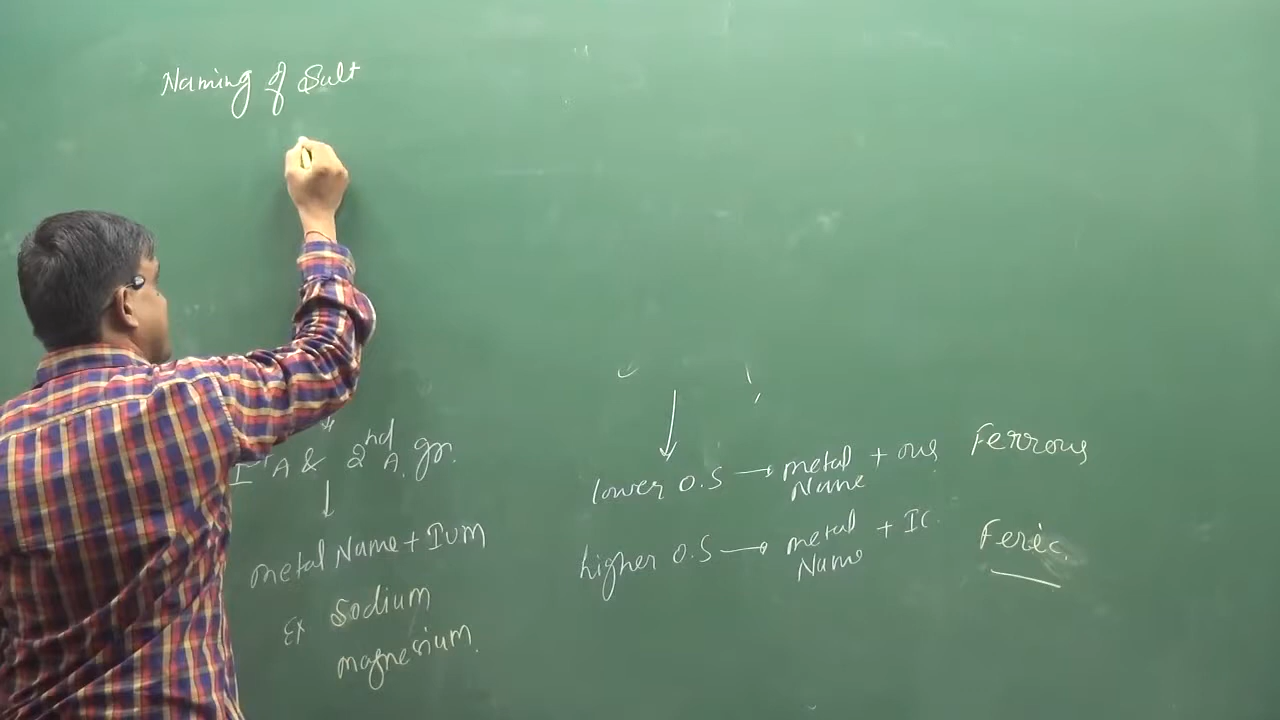 Naming of Salt
Ist A & 2nd A. gr.
metal Name + Ium
Ex Sodium
magnesium.
lower O.S → metal Name + ous Ferrous
higher O.S → metal Name + Ic. Feric.